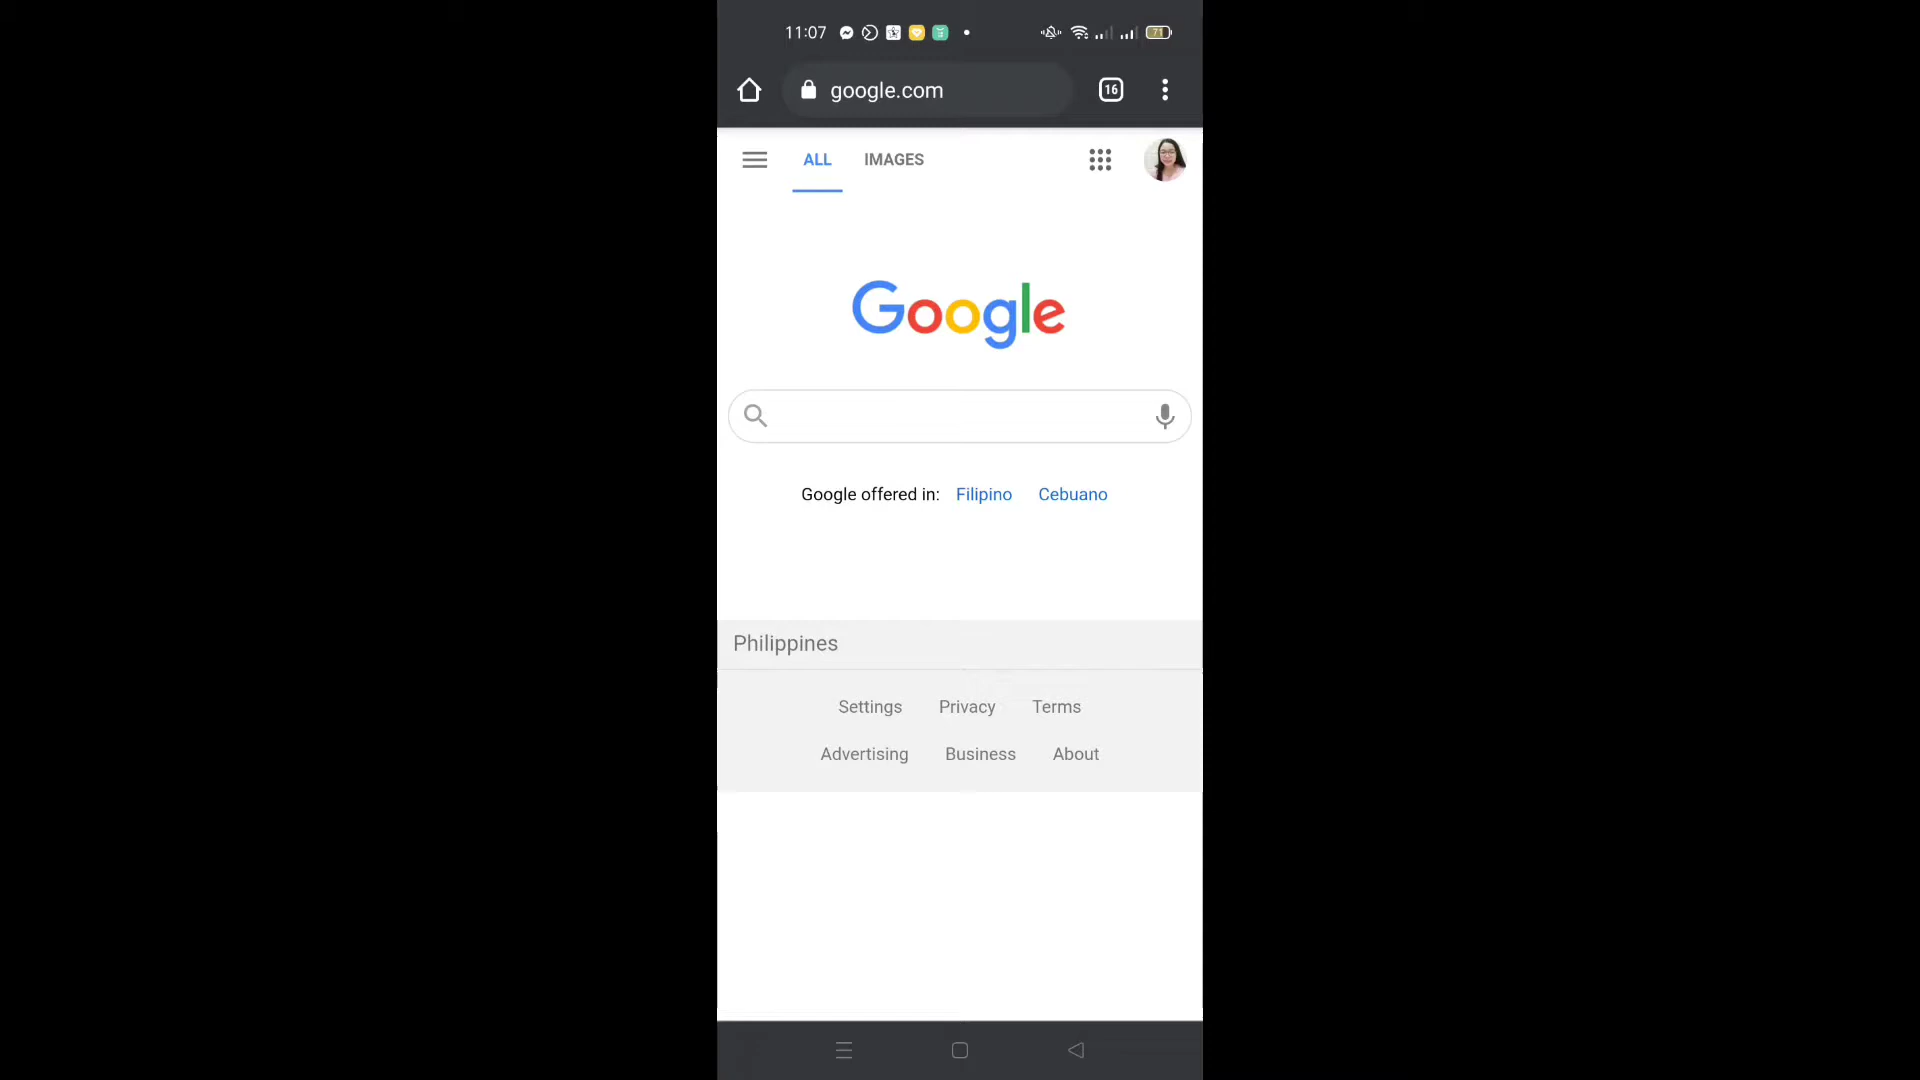 11:07 71
google.com 16
ALL IMAGES
Google
Google offered in: Filipino Cebuano
Philippines
Settings Privacy Terms
Advertising Business About